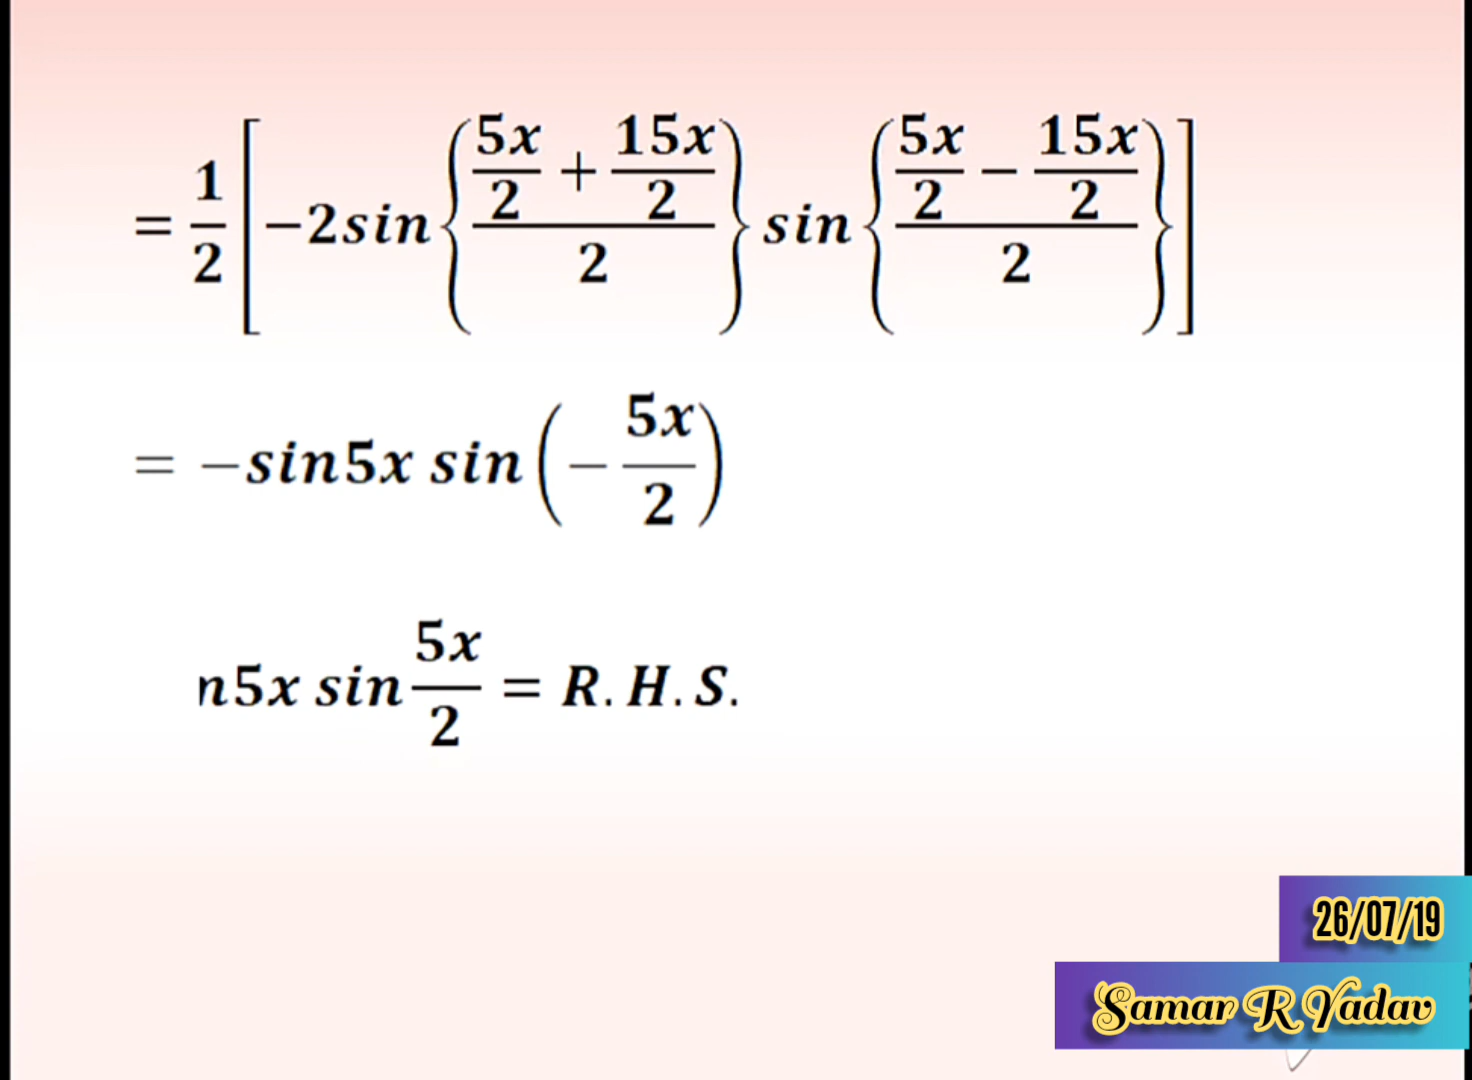 = 1/2 [−2sin{(5x/2 + 15x/2)/2} sin{(5x/2 − 15x/2)/2}]
= −sin5x sin(−5x/2)
n5x sin 5x/2 = R.H.S.
26/07/19
Samar R Yadav